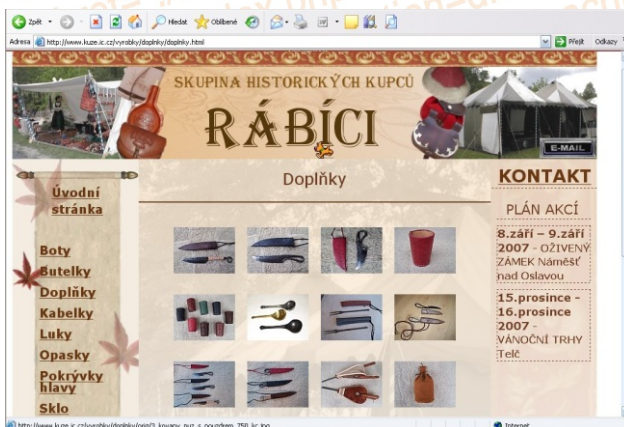 Zpět
Hledat
Oblíbené
Adresa
http://www.kuze.ic.cz/vyrobky/doplnky/doplnky.html
Přejít
Odkazy
SKUPINA HISTORICKÝCH KUPCŮ
RÁBÍCI
E-MAIL
Úvodní
stránka
Boty
Butelky
Doplňky
Kabelky
Luky
Opasky
Pokrývky
hlavy
Sklo
Doplňky
KONTAKT
PLÁN AKCÍ
8.září – 9.září
2007 - OŽIVENÝ
ZÁMEK Náměšť
nad Oslavou
15.prosince -
16.prosince
2007 -
VÁNOČNÍ TRHY
Telč
Internet